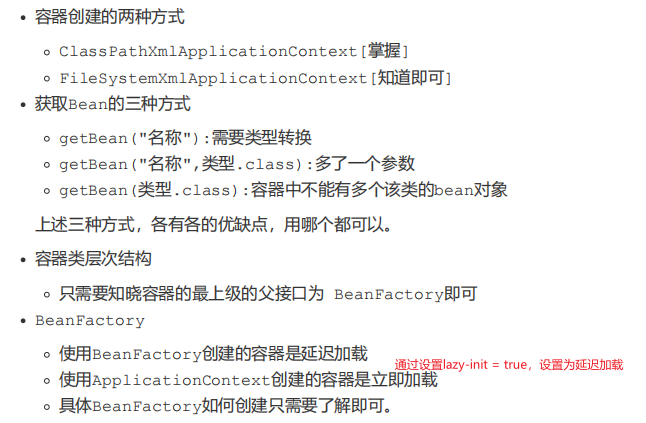 容器创建的两种方式
ClassPathXmlApplicationContext[掌握]
FileSystemXmlApplicationContext[知道即可]
获取Bean的三种方式
getBean("名称"):需要类型转换
getBean("名称",类型.class):多了一个参数
getBean(类型.class):容器中不能有多个该类的bean对象
上述三种方式，各有各的优缺点，用哪个都可以。
容器类层次结构
只需要知晓容器的最上级的父接口为 BeanFactory即可
BeanFactory
使用BeanFactory创建的容器是延迟加载
通过设置lazy-init = true，设置为延迟加载
使用ApplicationContext创建的容器是立即加载
具体BeanFactory如何创建只需要了解即可。